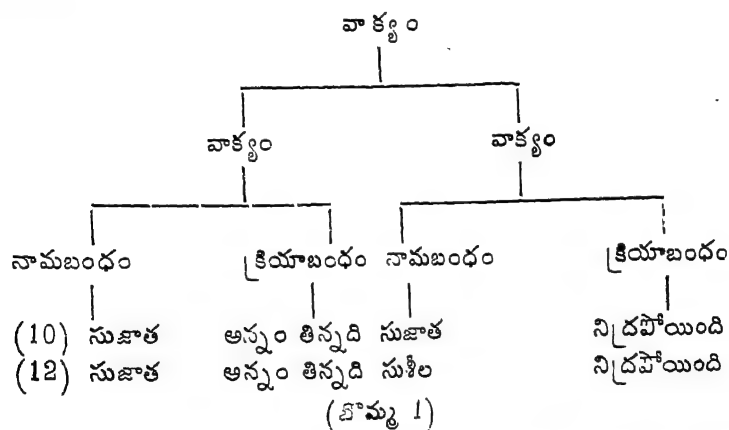 వాక్యం
వాక్యం వాక్యం
నామబంధం క్రియాబంధం నామబంధం క్రియాబంధం
(10) సుజాత అన్నం తిన్నది సుజాత నిద్రపోయింది
(12) సుజాత అన్నం తిన్నది సుశీల నిద్రపోయింది
(బొమ్మ 1)